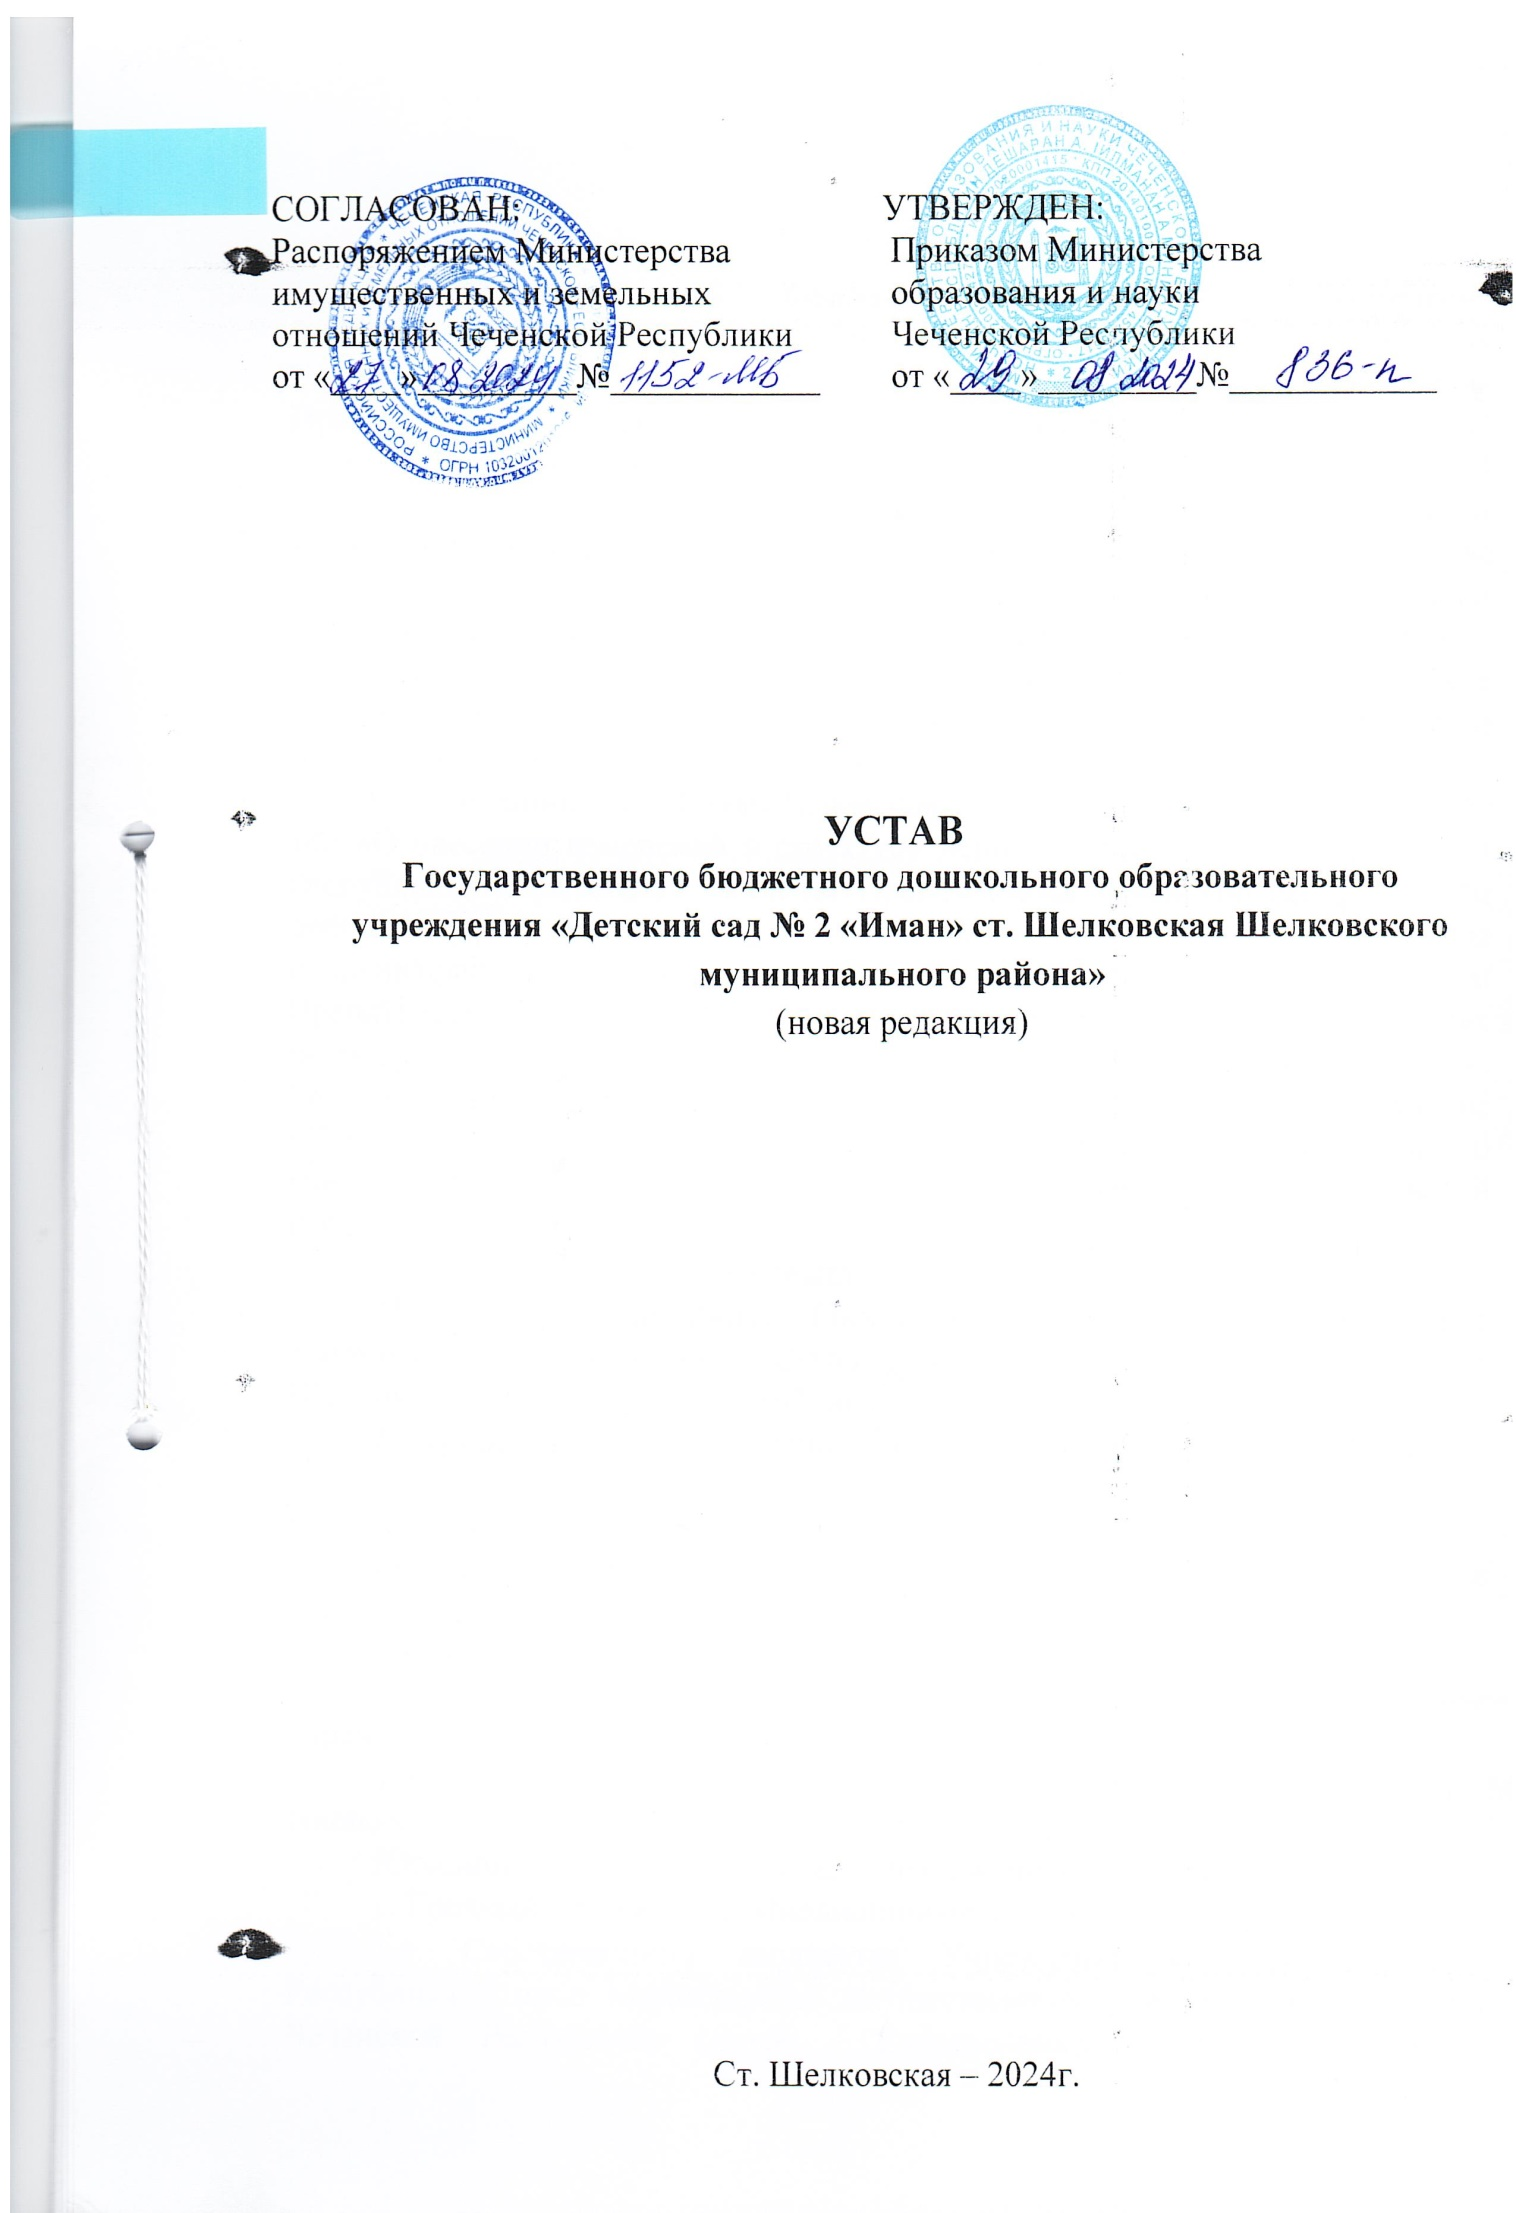 СОГЛАСОВАН:
Распоряжением Министерства
имущественных и земельных
отношений Чеченской Республики
от «27» 08 2024 № 1152-МБ
УТВЕРЖДЕН:
Приказом Министерства
образования и науки
Чеченской Республики
от «29» 08 2024 № 836-п
УСТАВ
Государственного бюджетного дошкольного образовательного
учреждения «Детский сад № 2 «Иман» ст. Шелковская Шелковского
муниципального района»
(новая редакция)
Ст. Шелковская – 2024г.